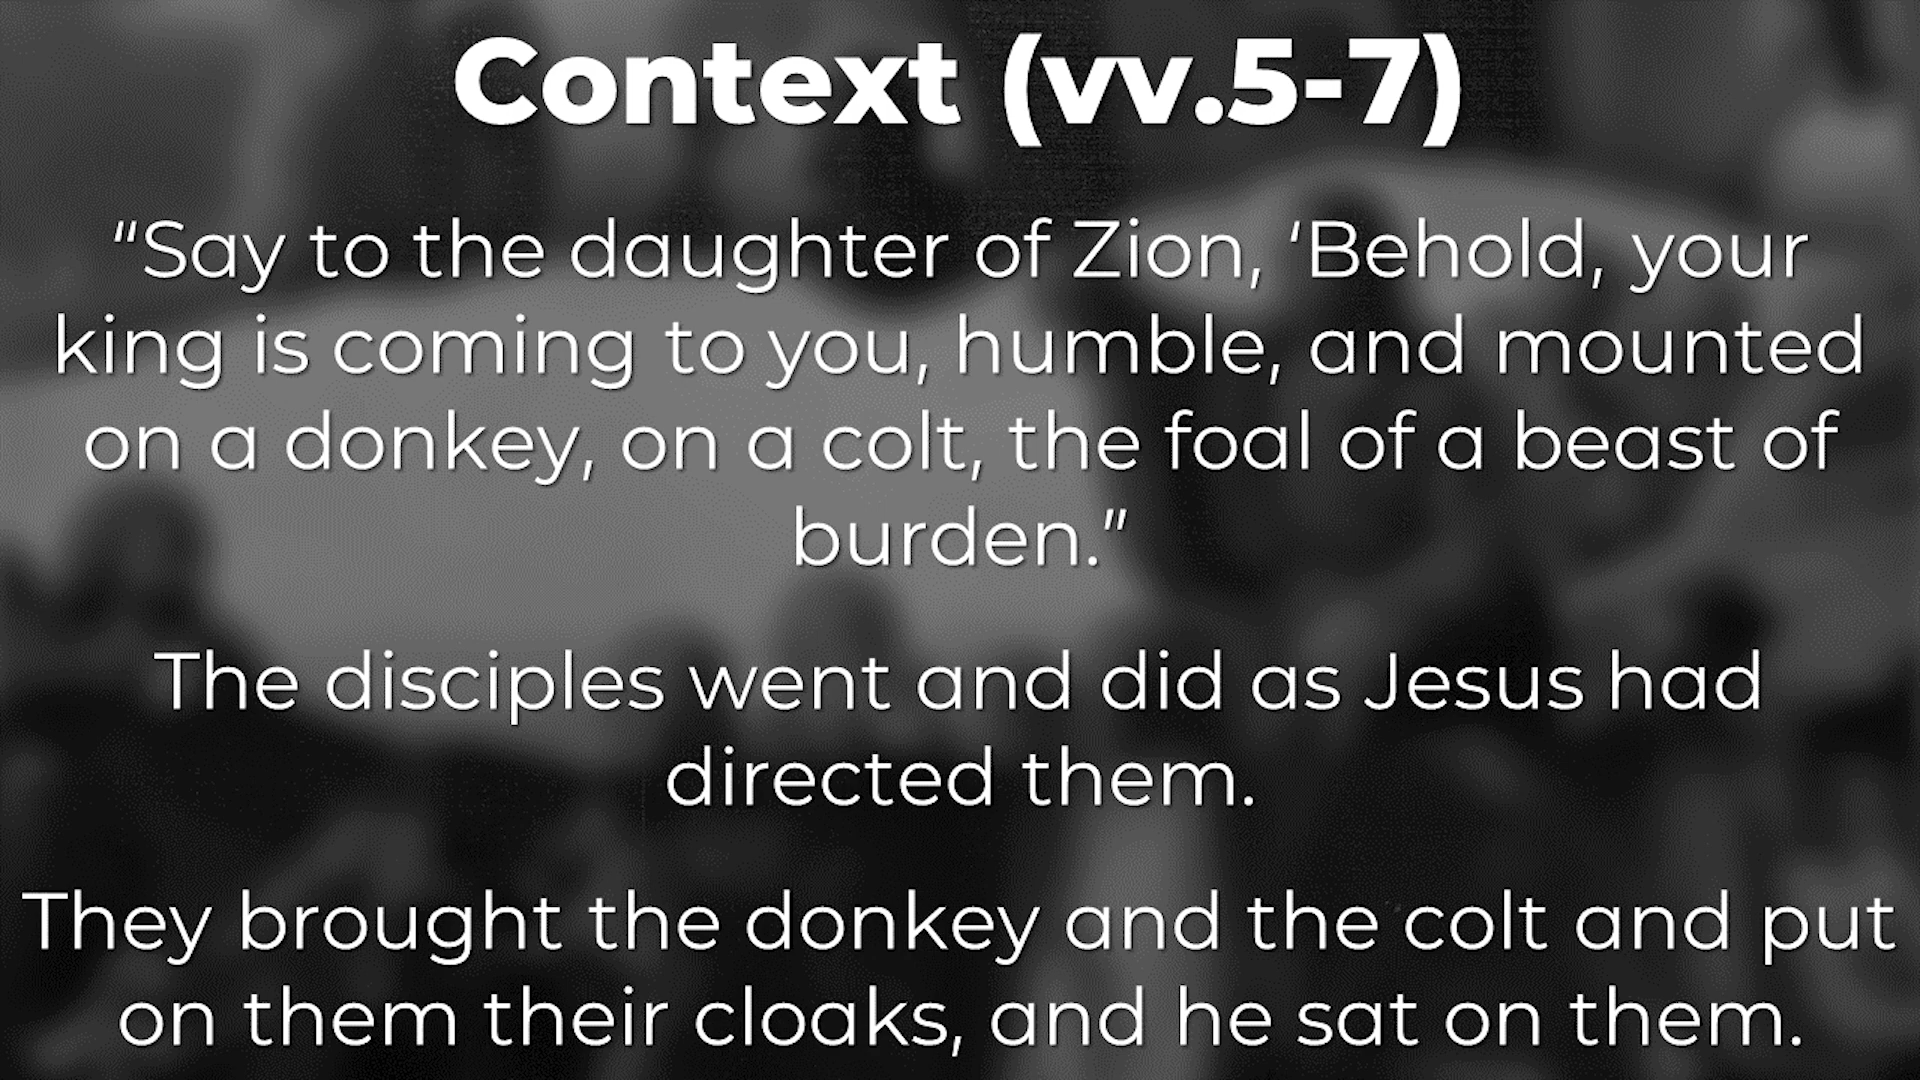 Context (vv.5-7)
“Say to the daughter of Zion, ‘Behold, your
king is coming to you, humble, and mounted
on a donkey, on a colt, the foal of a beast of
burden.”
The disciples went and did as Jesus had
directed them.
They brought the donkey and the colt and put
on them their cloaks, and he sat on them.